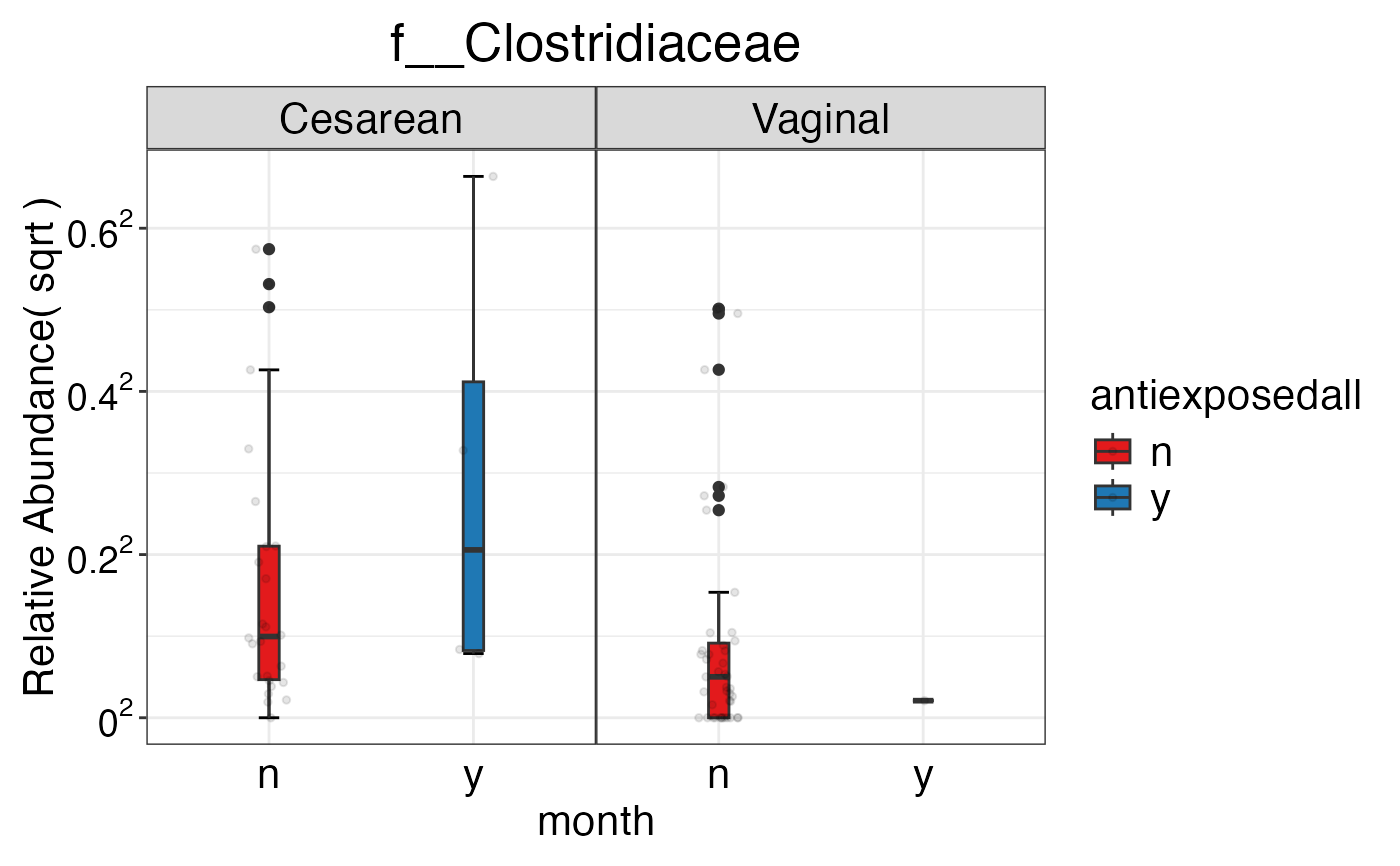 f__Clostridiaceae
Cesarean
Vaginal
Relative Abundance( sqrt )
0.6²
0.4²
0.2²
0²
n
y
n
y
month
antiexposedall
n
y